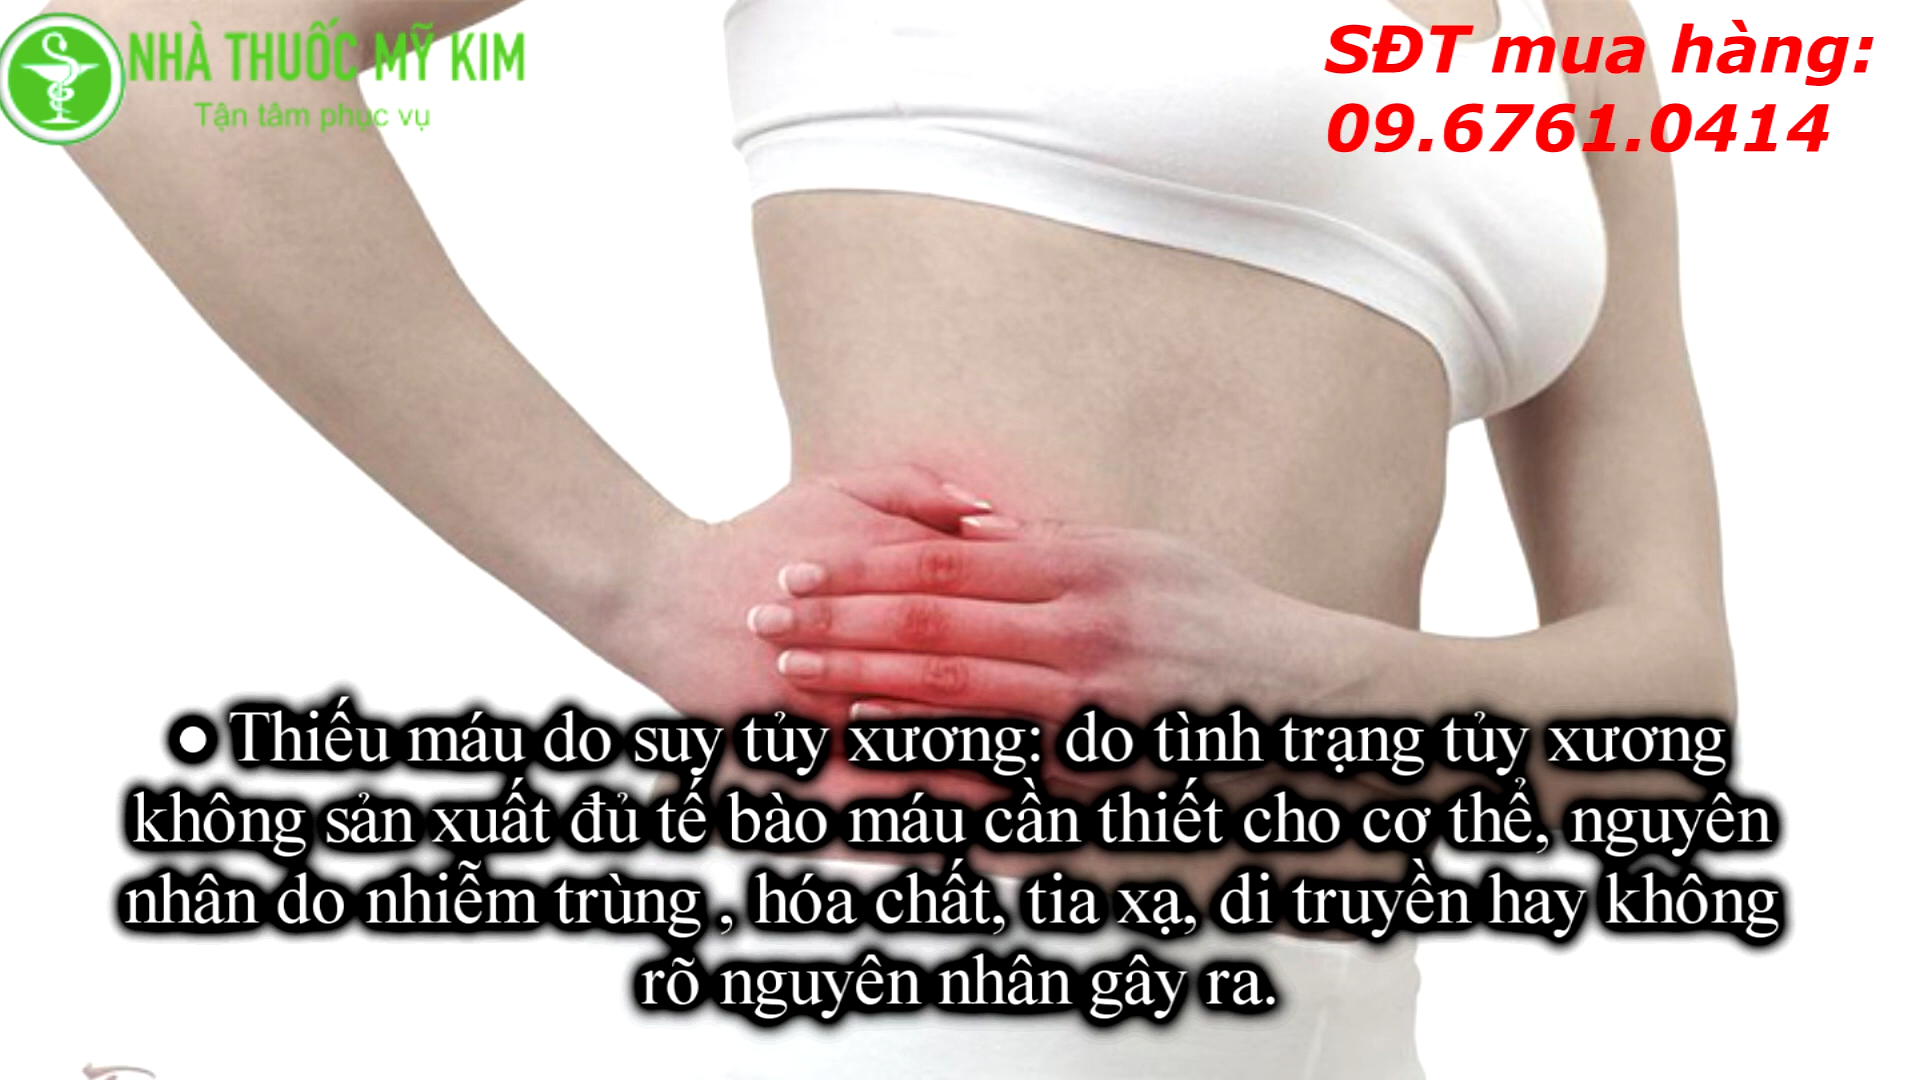 NHÀ THUỐC MỸ KIM
Tận tâm phục vụ
SĐT mua hàng:
09.6761.0414
● Thiếu máu do suy tủy xương: do tình trạng tủy xương
không sản xuất đủ tế bào máu cần thiết cho cơ thể, nguyên
nhân do nhiễm trùng , hóa chất, tia xạ, di truyền hay không
rõ nguyên nhân gây ra.